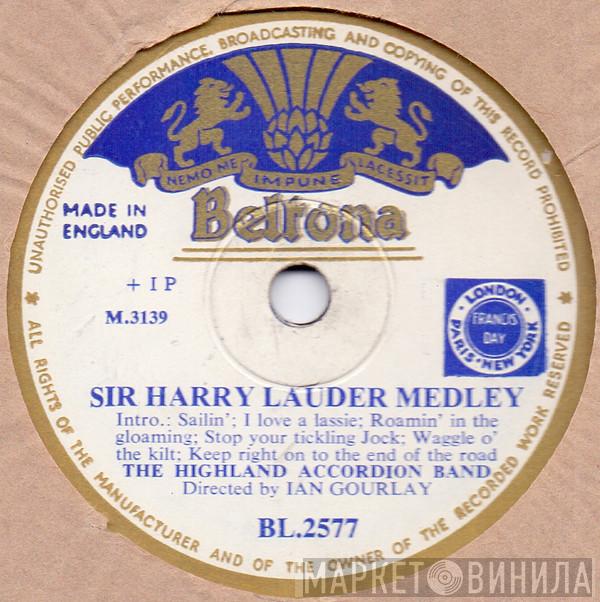 UNAUTHORISED PUBLIC PERFORMANCE, BROADCASTING AND COPYING OF THIS RECORD PROHIBITED
NEMO ME IMPUNE LACESSIT
Beltona
MADE IN
ENGLAND
+ I P
M.3139
LONDON · PARIS · NEW YORK
FRANCIS
DAY
SIR HARRY LAUDER MEDLEY
Intro.: Sailin'; I love a lassie; Roamin' in the
gloaming; Stop your tickling Jock; Waggle o'
the kilt; Keep right on to the end of the road
THE HIGHLAND ACCORDION BAND
Directed by IAN GOURLAY
BL.2577
ALL RIGHTS OF THE MANUFACTURER AND OF THE OWNER OF THE RECORDED WORK RESERVED
МАРКЕТ ВИНИЛА